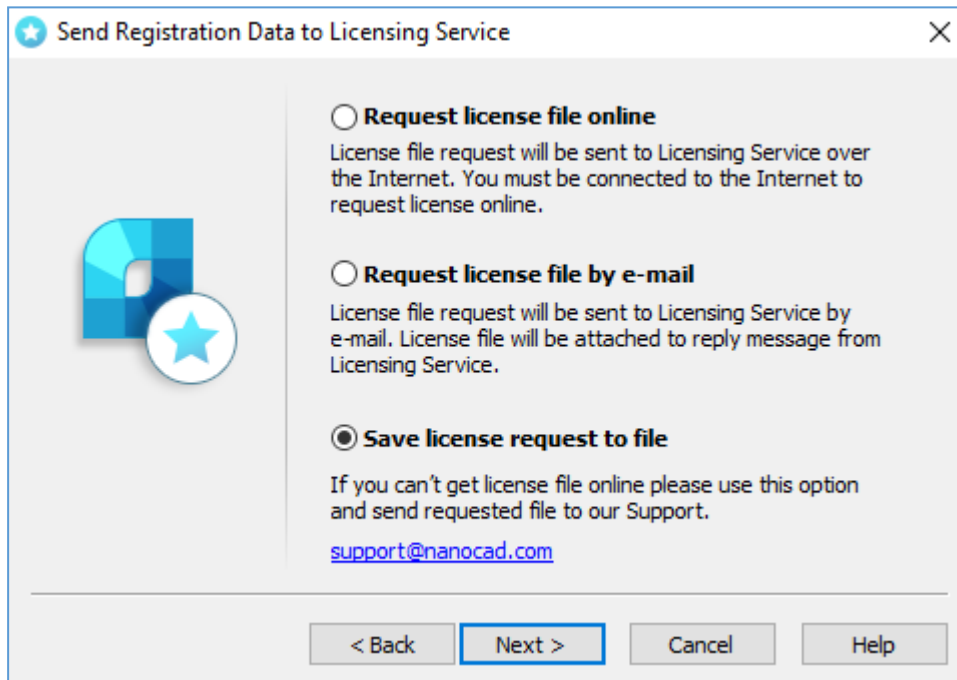 Send Registration Data to Licensing Service
Request license file online
License file request will be sent to Licensing Service over
the Internet. You must be connected to the Internet to
request license online.
Request license file by e-mail
License file request will be sent to Licensing Service by
e-mail. License file will be attached to reply message from
Licensing Service.
Save license request to file
If you can't get license file online please use this option
and send requested file to our Support.
support@nanocad.com
< Back Next > Cancel Help